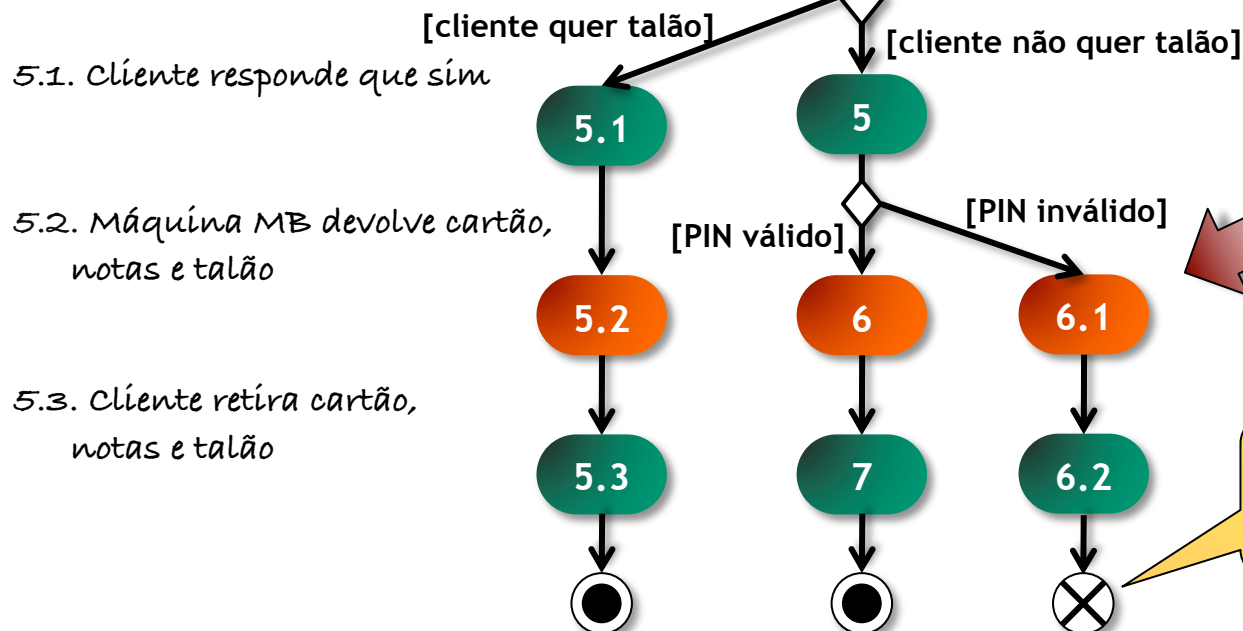 [cliente quer talão]
[cliente não quer talão]
5.1. Cliente responde que sim
5.1
5
5.2. Máquina MB devolve cartão,
notas e talão
[PIN válido]
[PIN inválido]
5.2
6
6.1
5.3. Cliente retira cartão,
notas e talão
5.3
7
6.2